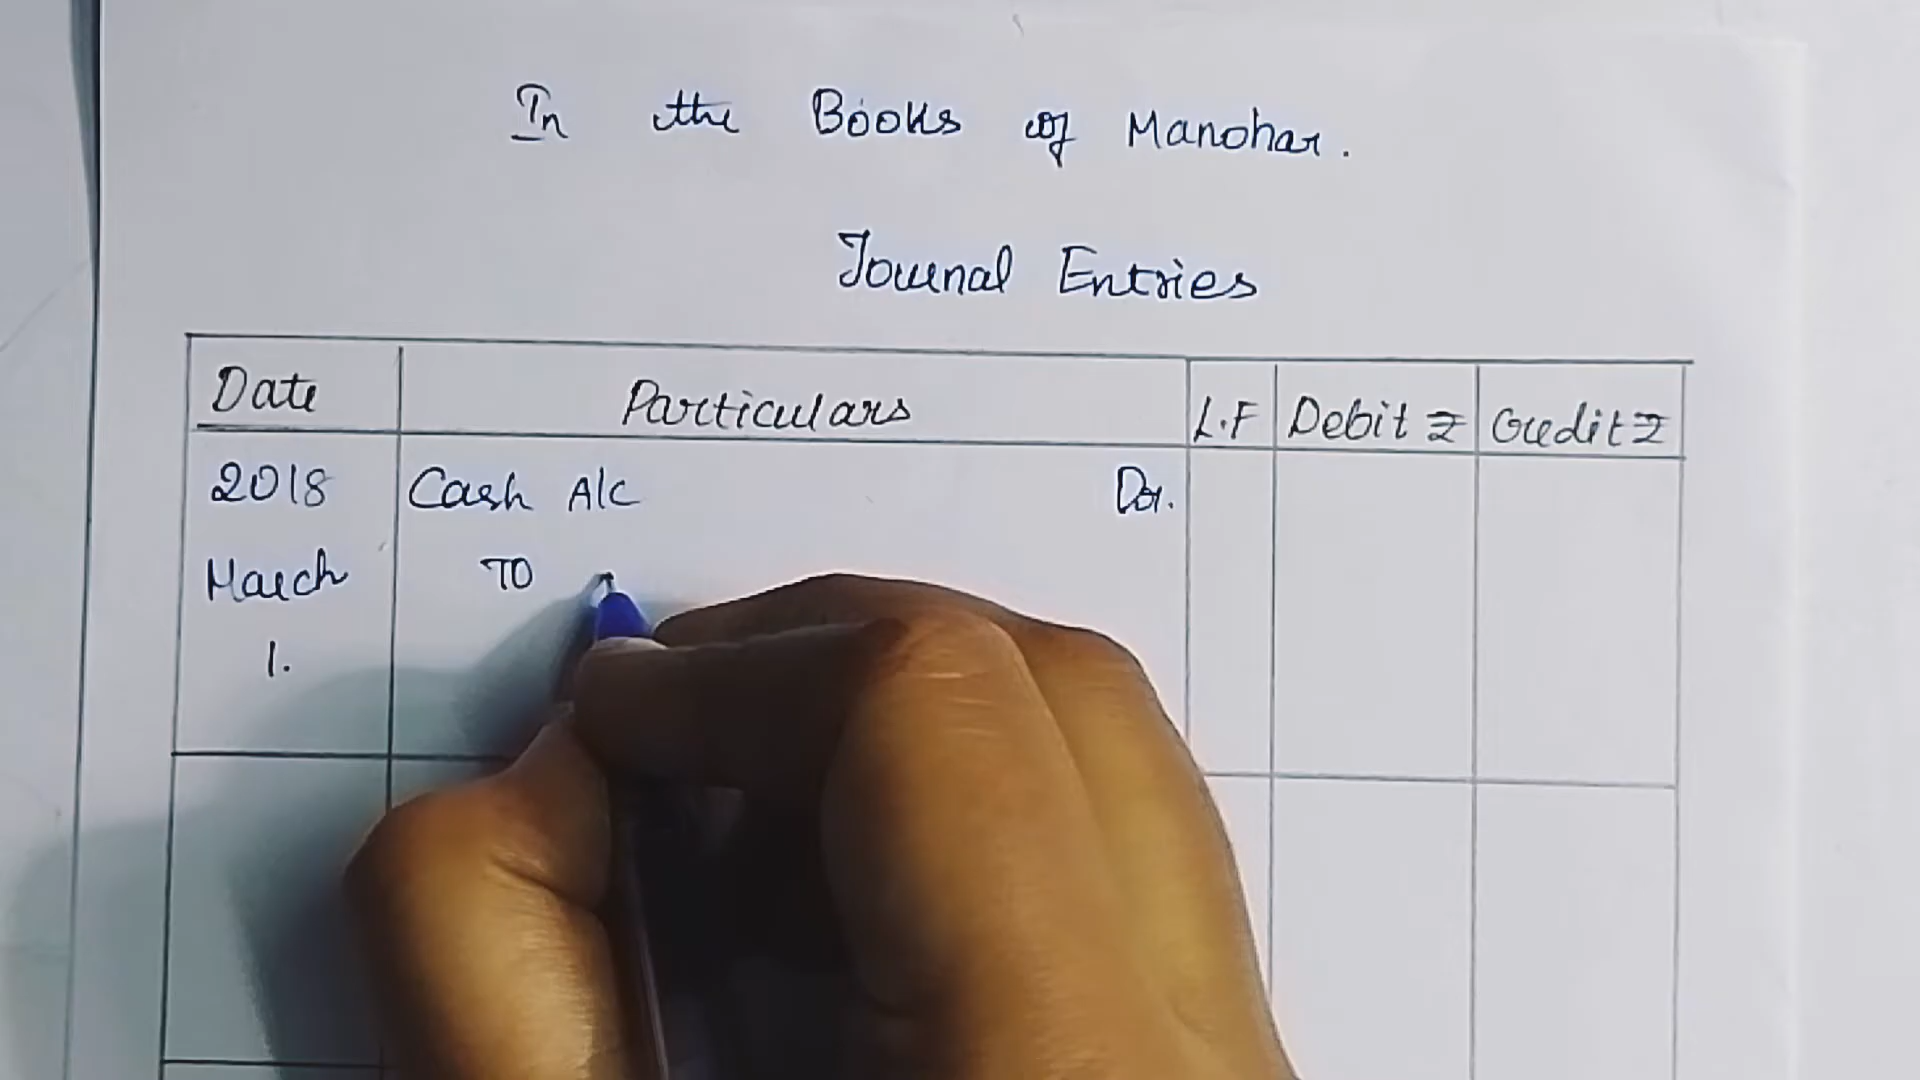 In the Books of Manohar.
Journal Entries
Date Particulars L.F Debit ₹ Credit ₹
2018 Cash A/C Dr.
March TO
1.